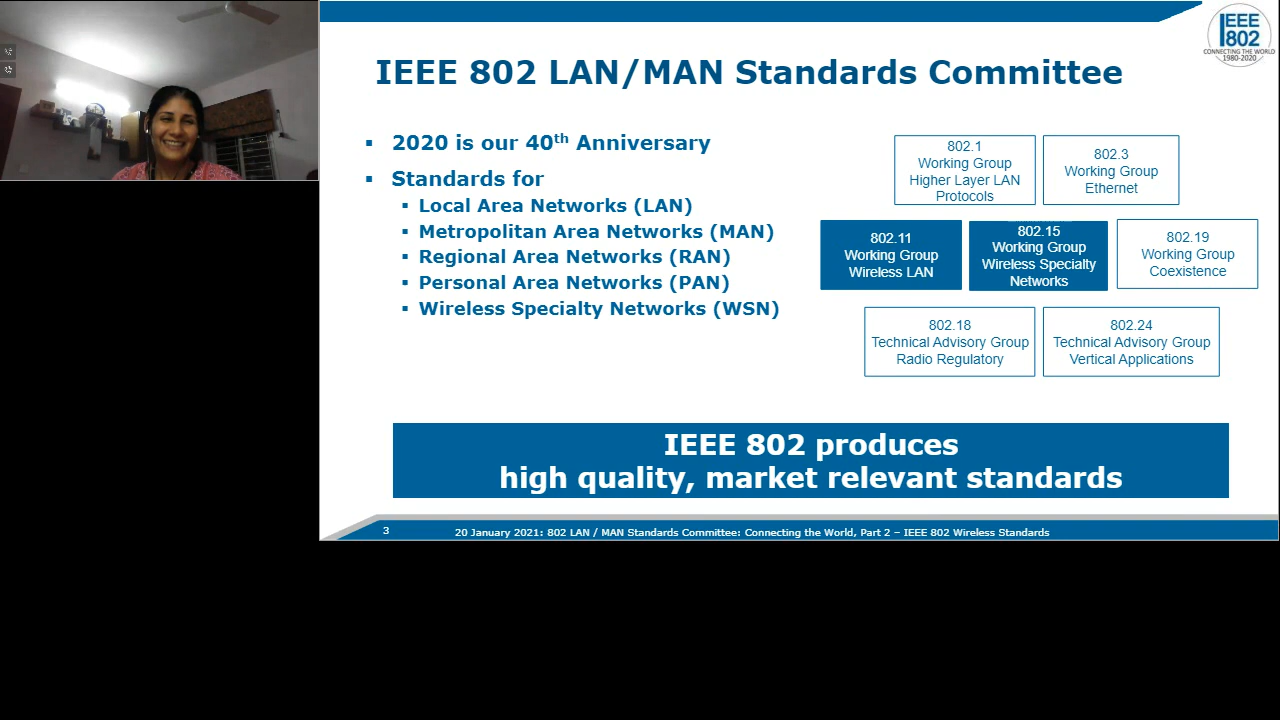 IEEE
802
CONNECTING THE WORLD
1980-2020
IEEE 802 LAN/MAN Standards Committee
▪ 2020 is our 40th Anniversary
▪ Standards for
▪ Local Area Networks (LAN)
▪ Metropolitan Area Networks (MAN)
▪ Regional Area Networks (RAN)
▪ Personal Area Networks (PAN)
▪ Wireless Specialty Networks (WSN)
802.1
Working Group
Higher Layer LAN
Protocols
802.3
Working Group
Ethernet
802.11
Working Group
Wireless LAN
802.15
Working Group
Wireless Specialty
Networks
802.19
Working Group
Coexistence
802.18
Technical Advisory Group
Radio Regulatory
802.24
Technical Advisory Group
Vertical Applications
IEEE 802 produces
high quality, market relevant standards
3
20 January 2021: 802 LAN / MAN Standards Committee: Connecting the World, Part 2 – IEEE 802 Wireless Standards